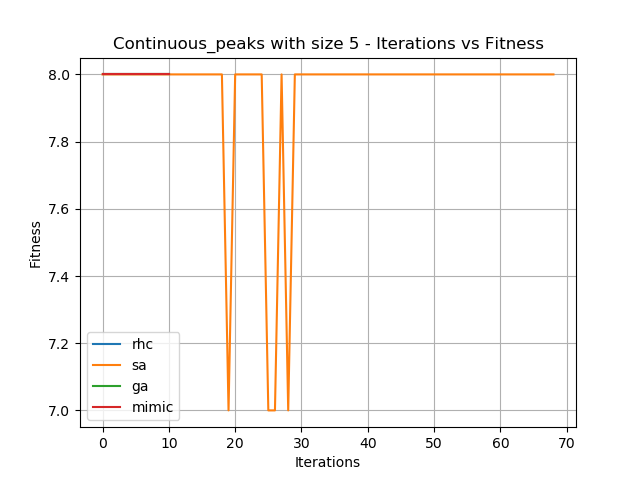 Continuous_peaks with size 5 - Iterations vs Fitness
8.0
7.8
7.6
7.4
7.2
7.0
Fitness
rhc
sa
ga
mimic
0 10 20 30 40 50 60 70
Iterations